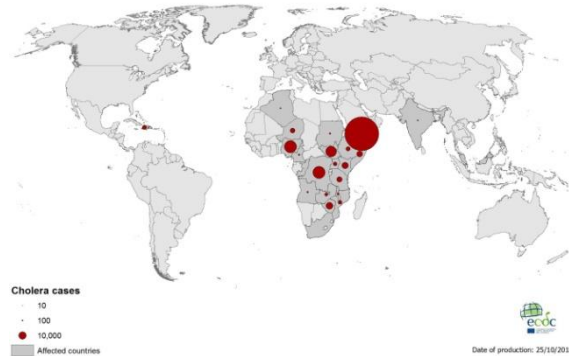 Cholera cases
10
100
10,000
Affected countries
ecdc
Date of production: 25/10/201